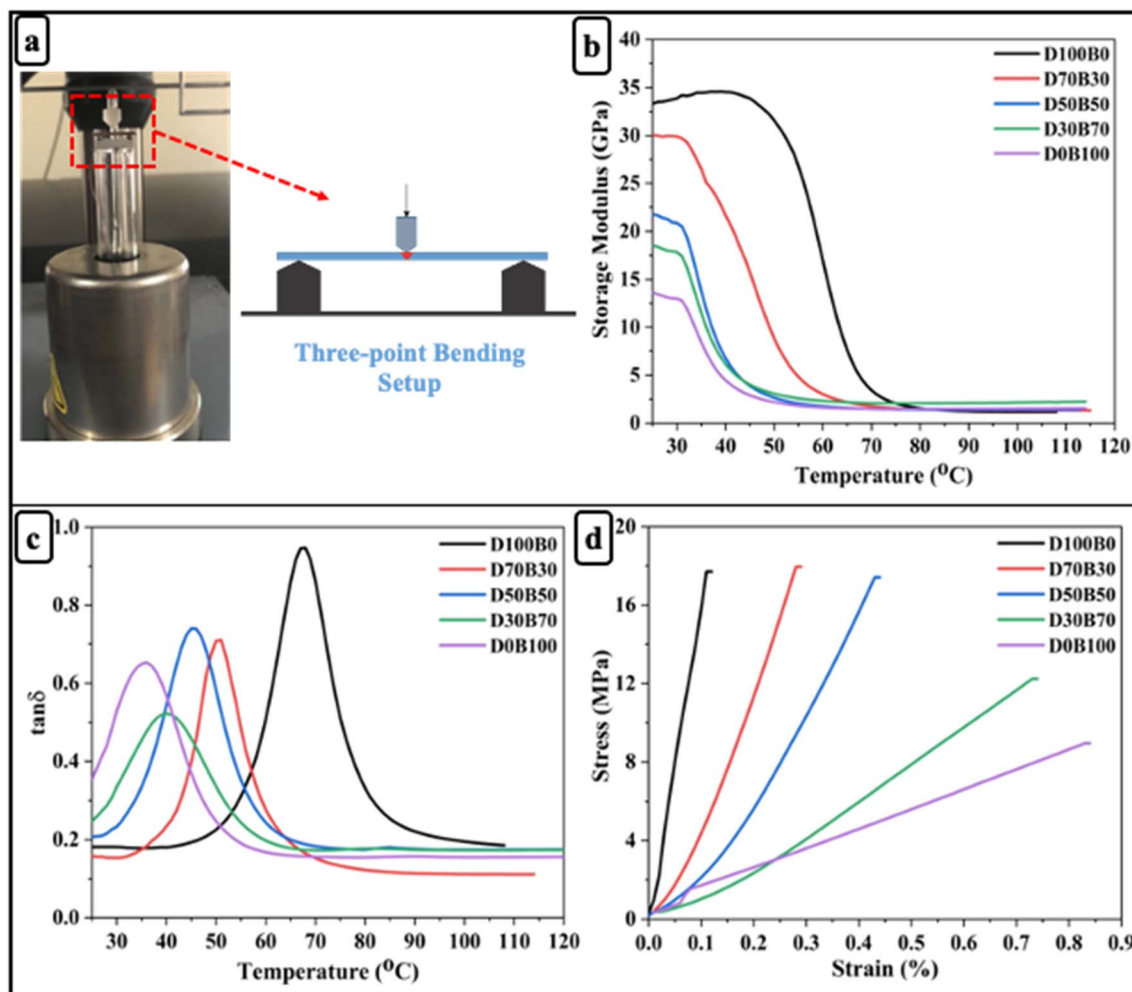 a
Three-point Bending
Setup
b
D100B0
D70B30
D50B50
D30B70
D0B100
40
35
30
25
20
15
10
5
0
Storage Modulus (GPa)
30 40 50 60 70 80 90 100 110 120
Temperature (⁰C)
c
D100B0
D70B30
D50B50
D30B70
D0B100
1.0
0.8
0.6
0.4
0.2
0.0
tanδ
30 40 50 60 70 80 90 100 110 120
Temperature (⁰C)
d
D100B0
D70B30
D50B50
D30B70
D0B100
20
16
12
8
4
0
Stress (MPa)
0.0 0.1 0.2 0.3 0.4 0.5 0.6 0.7 0.8 0.9
Strain (%)